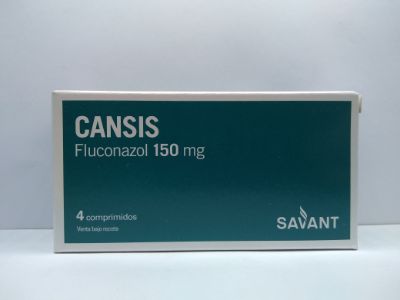 CANSIS
Fluconazol 150 mg
4 comprimidos
Venta bajo receta
SAVANT